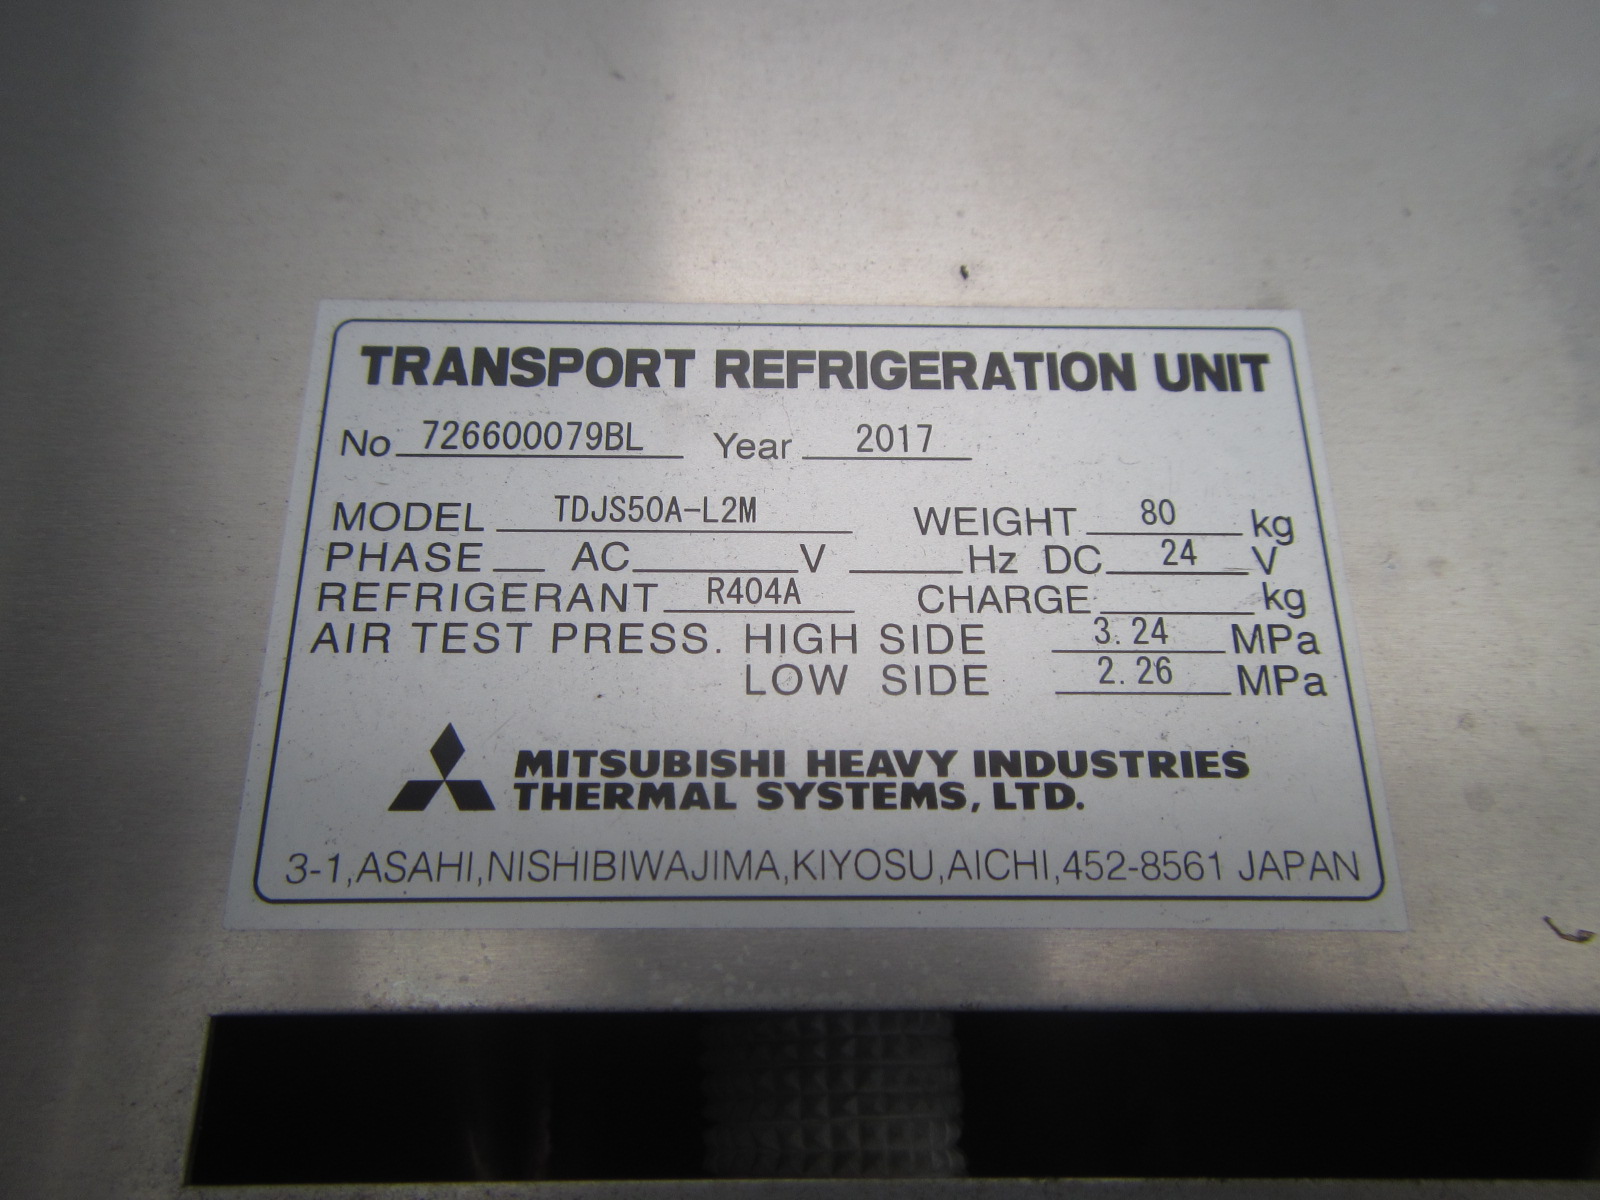 TRANSPORT REFRIGERATION UNIT
No 726600079BL Year 2017
MODEL TDJS50A-L2M WEIGHT 80 kg
PHASE AC V Hz DC 24 V
REFRIGERANT R404A CHARGE kg
AIR TEST PRESS. HIGH SIDE 3.24 MPa
LOW SIDE 2.26 MPa
MITSUBISHI HEAVY INDUSTRIES
THERMAL SYSTEMS, LTD.
3-1,ASAHI,NISHIBIWAJIMA,KIYOSU,AICHI,452-8561 JAPAN